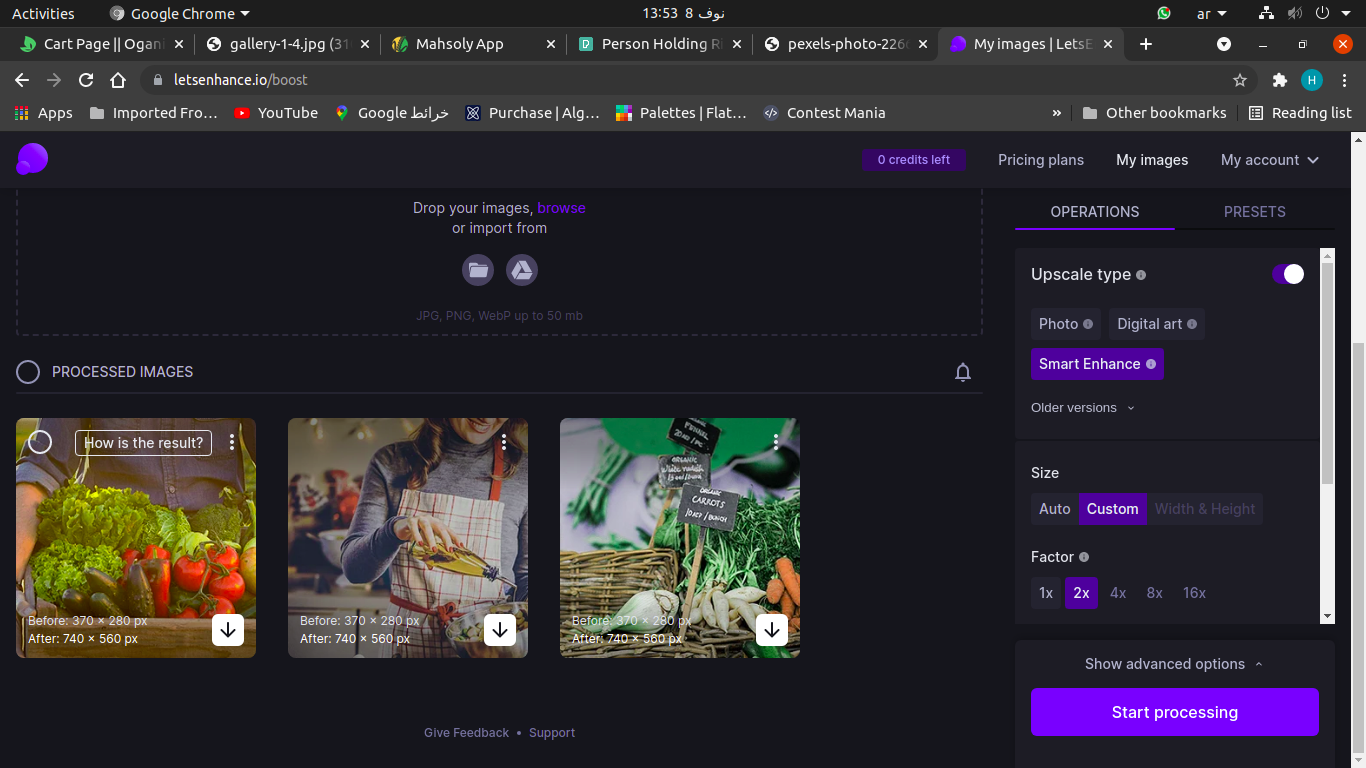 Activities
Google Chrome
13:53 8 نوف
ar
Cart Page || Ogani
gallery-1-4.jpg (31
Mahsoly App
Person Holding Ri
pexels-photo-226
My images | LetsE
letsenhance.io/boost
H
Apps
Imported Fro...
YouTube
خرائط Google
Purchase | Alg...
Palettes | Flat...
Contest Mania
»
Other bookmarks
Reading list
0 credits left
Pricing plans
My images
My account
Drop your images, browse
or import from
JPG, PNG, WebP up to 50 mb
PROCESSED IMAGES
How is the result?
Before: 370 × 280 px
After: 740 × 560 px
Before: 370 × 280 px
After: 740 × 560 px
FENNEL
ORGANIC
White radish
ORGANIC
CARROTS
Before: 370 × 280 px
After: 740 × 560 px
Give Feedback • Support
OPERATIONS
PRESETS
Upscale type
Photo
Digital art
Smart Enhance
Older versions
Size
Auto
Custom
Width & Height
Factor
1x
2x
4x
8x
16x
Show advanced options
Start processing